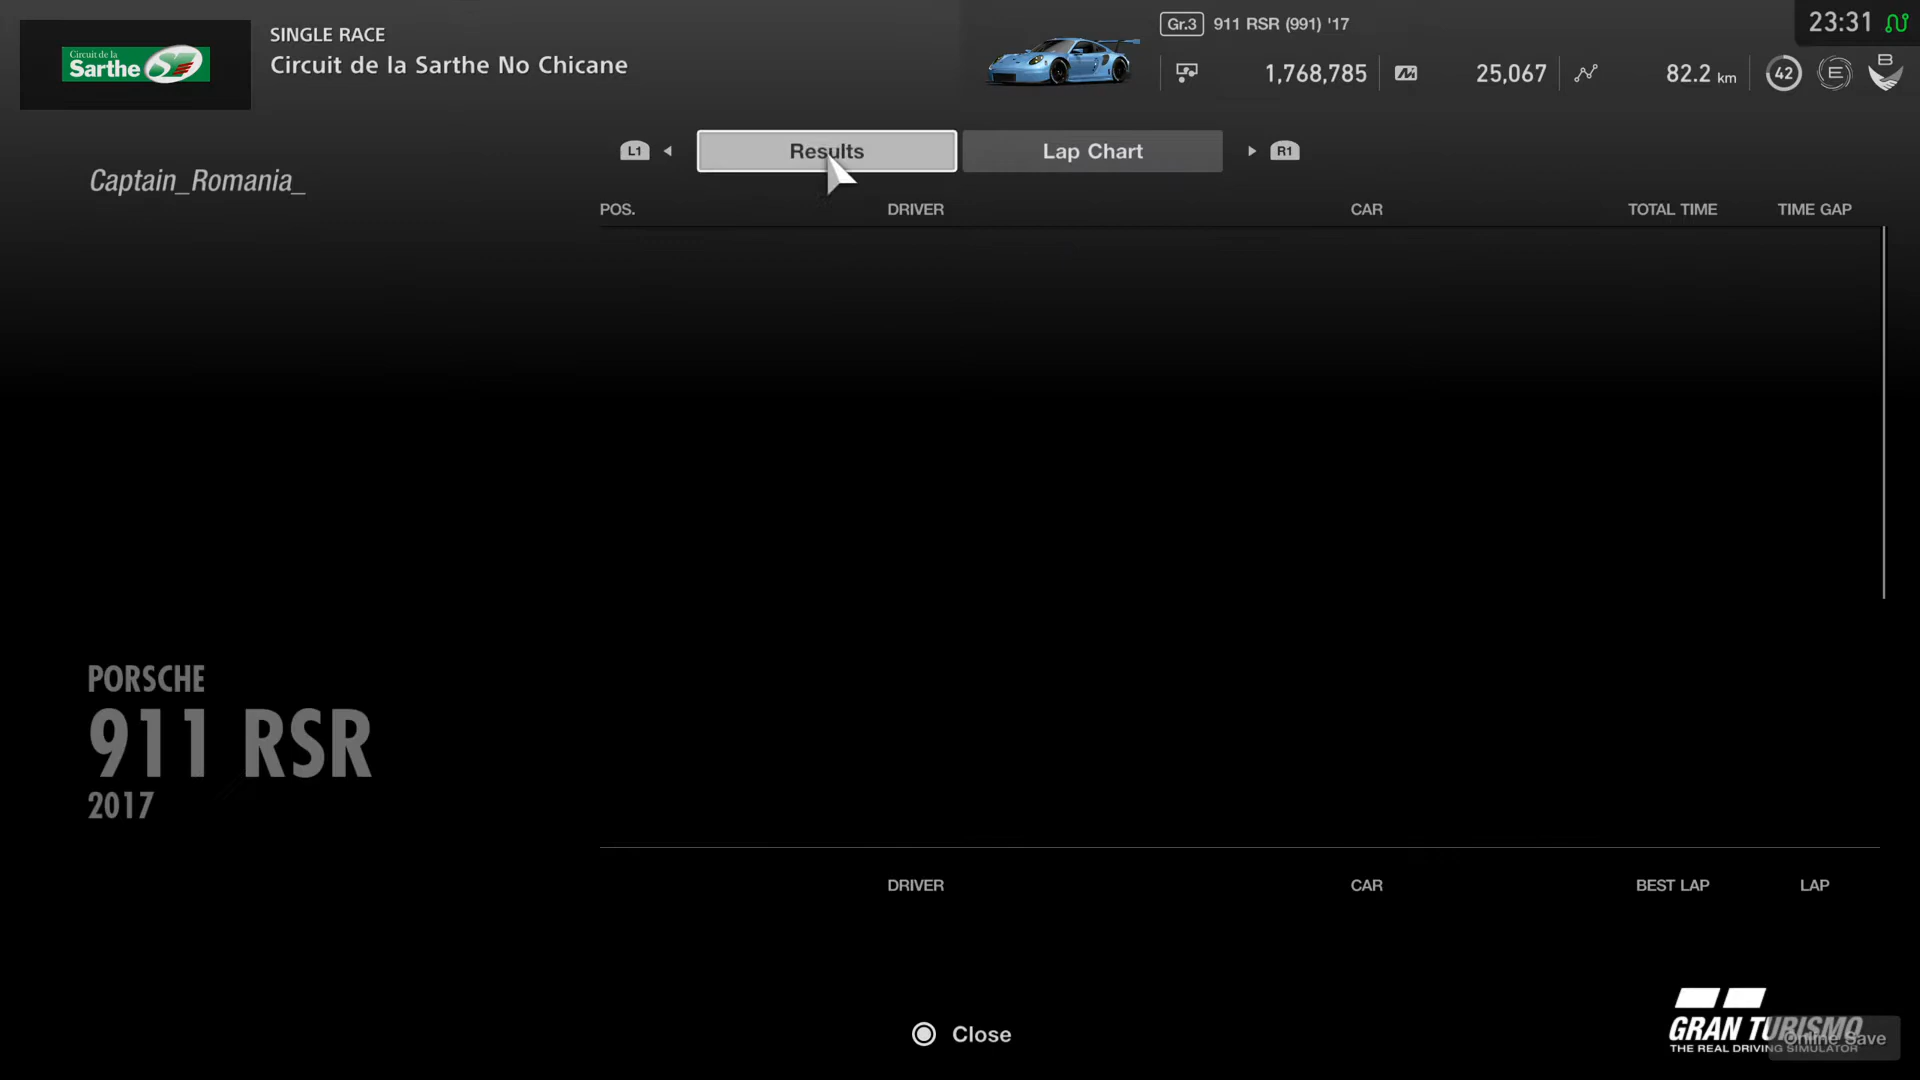 Circuit de la
Sarthe
SINGLE RACE
Circuit de la Sarthe No Chicane
Gr.3 911 RSR (991) '17
23:31
1,768,785 25,067 82.2 km 42 E B
L1 Results Lap Chart R1
Captain_Romania_
POS. DRIVER CAR TOTAL TIME TIME GAP
PORSCHE
911 RSR
2017
DRIVER CAR BEST LAP LAP
Close
GRAN TURISMO
THE REAL DRIVING SIMULATOR
Online Save